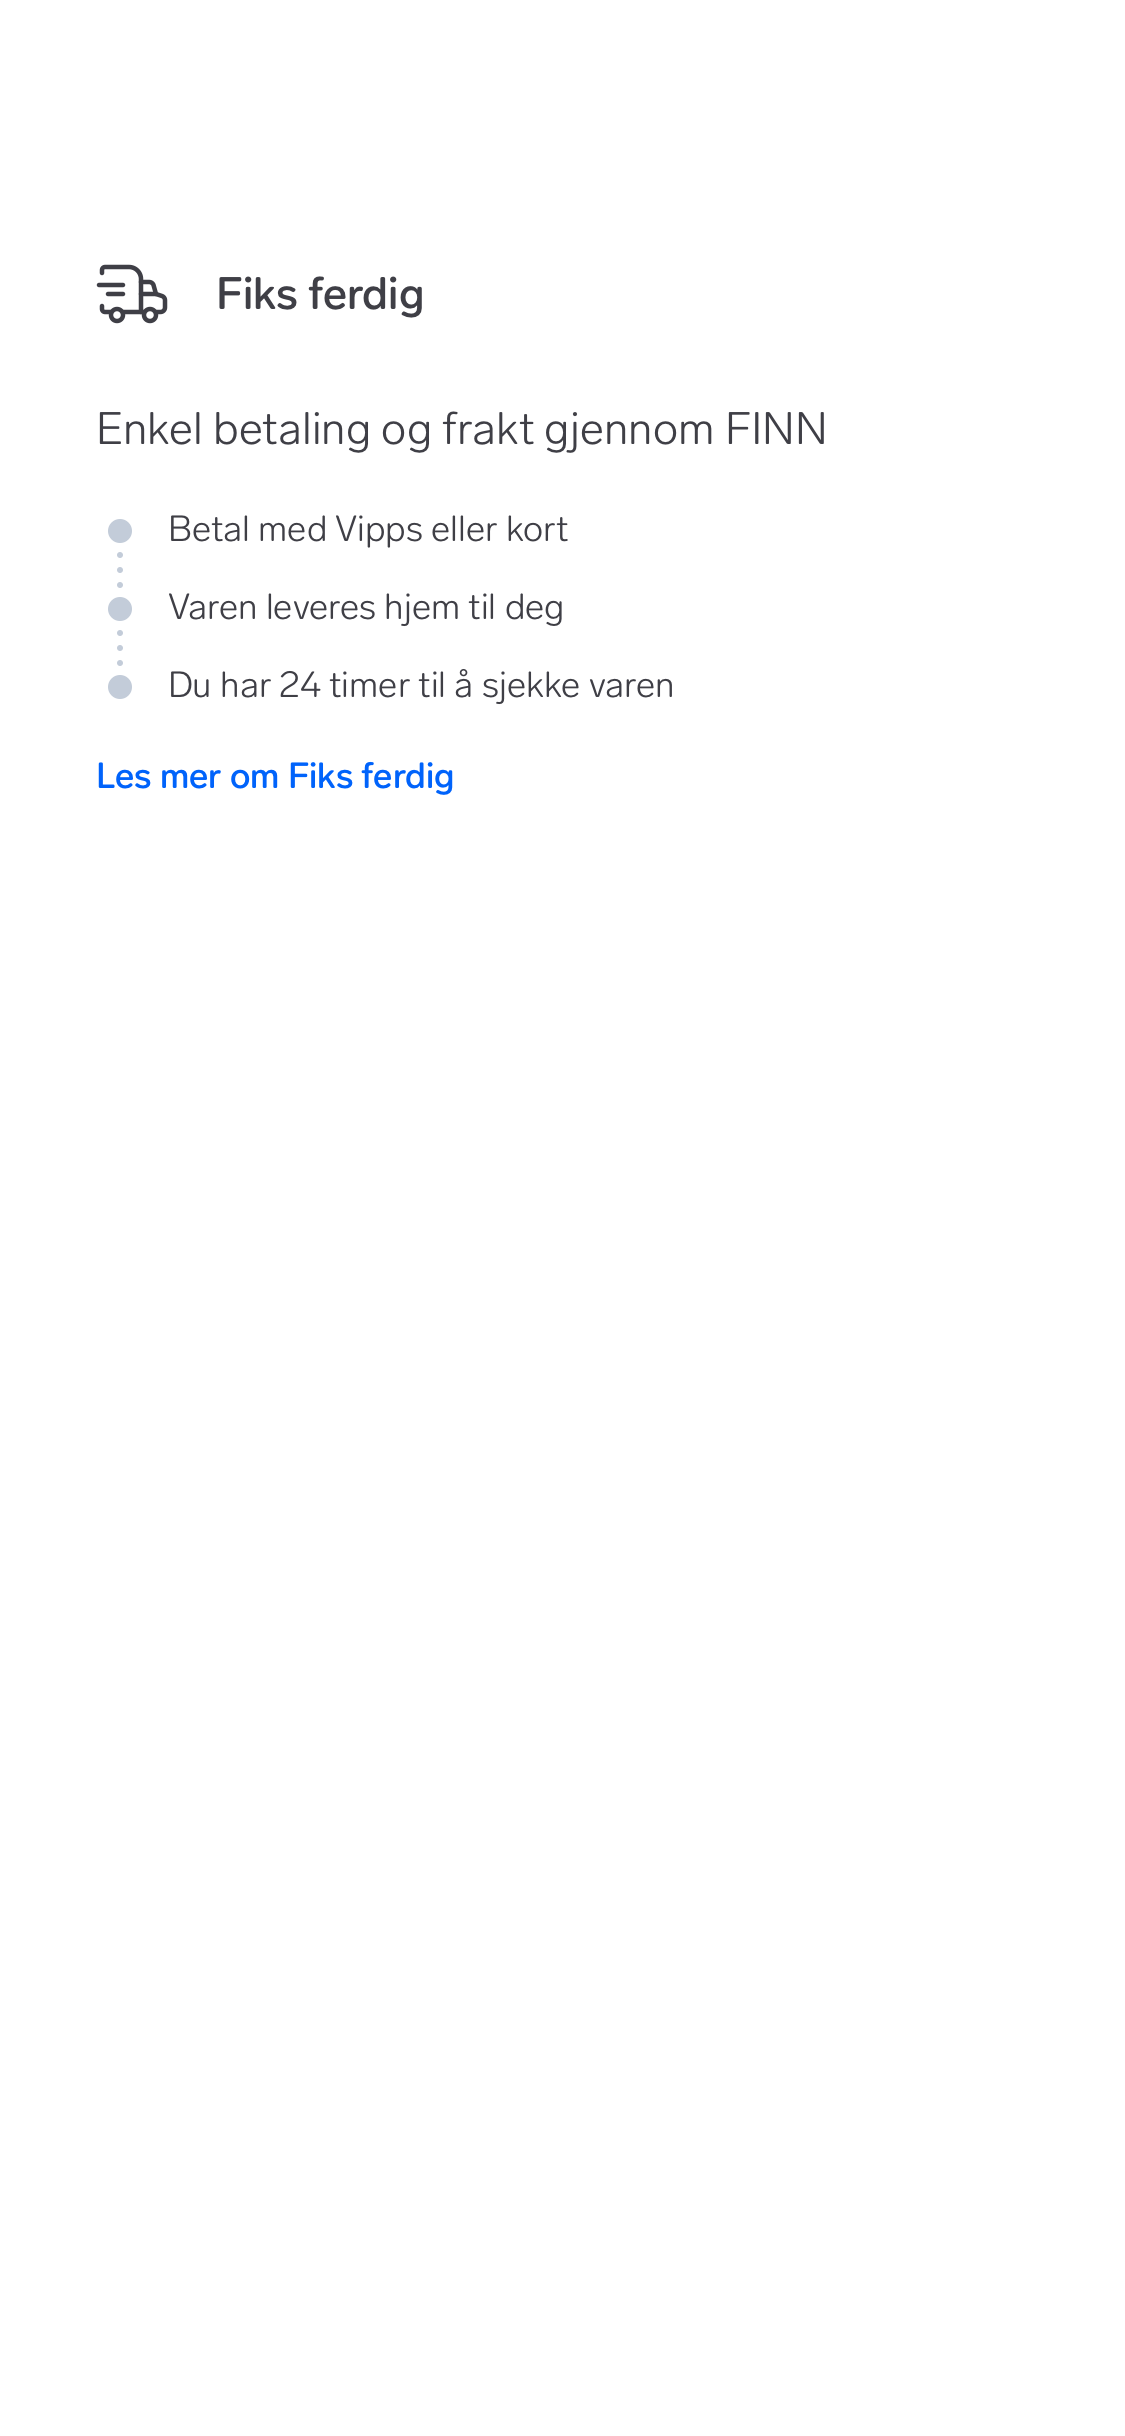 Fiks ferdig
Enkel betaling og frakt gjennom FINN
Betal med Vipps eller kort
Varen leveres hjem til deg
Du har 24 timer til å sjekke varen
Les mer om Fiks ferdig